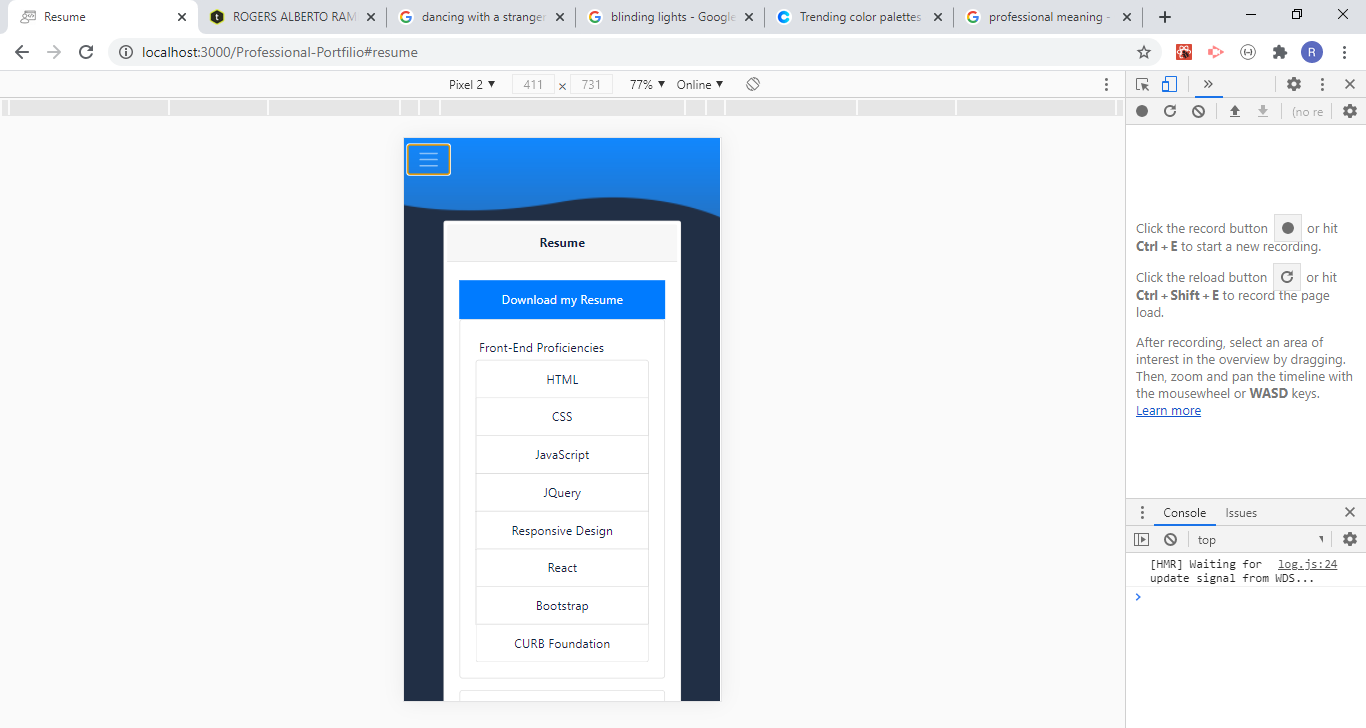 Resume
ROGERS ALBERTO RAM
dancing with a stranger
blinding lights - Google
Trending color palettes
professional meaning -
localhost:3000/Professional-Portfilio#resume
R
Pixel 2
411 × 731
77%
Online
(no re
Resume
Download my Resume
Front-End Proficiencies
HTML
CSS
JavaScript
JQuery
Responsive Design
React
Bootstrap
CURB Foundation
Click the record button or hit
Ctrl + E to start a new recording.
Click the reload button or hit
Ctrl + Shift + E to record the page
load.
After recording, select an area of
interest in the overview by dragging.
Then, zoom and pan the timeline with
the mousewheel or WASD keys.
Learn more
Console Issues
top
[HMR] Waiting for log.js:24
update signal from WDS...